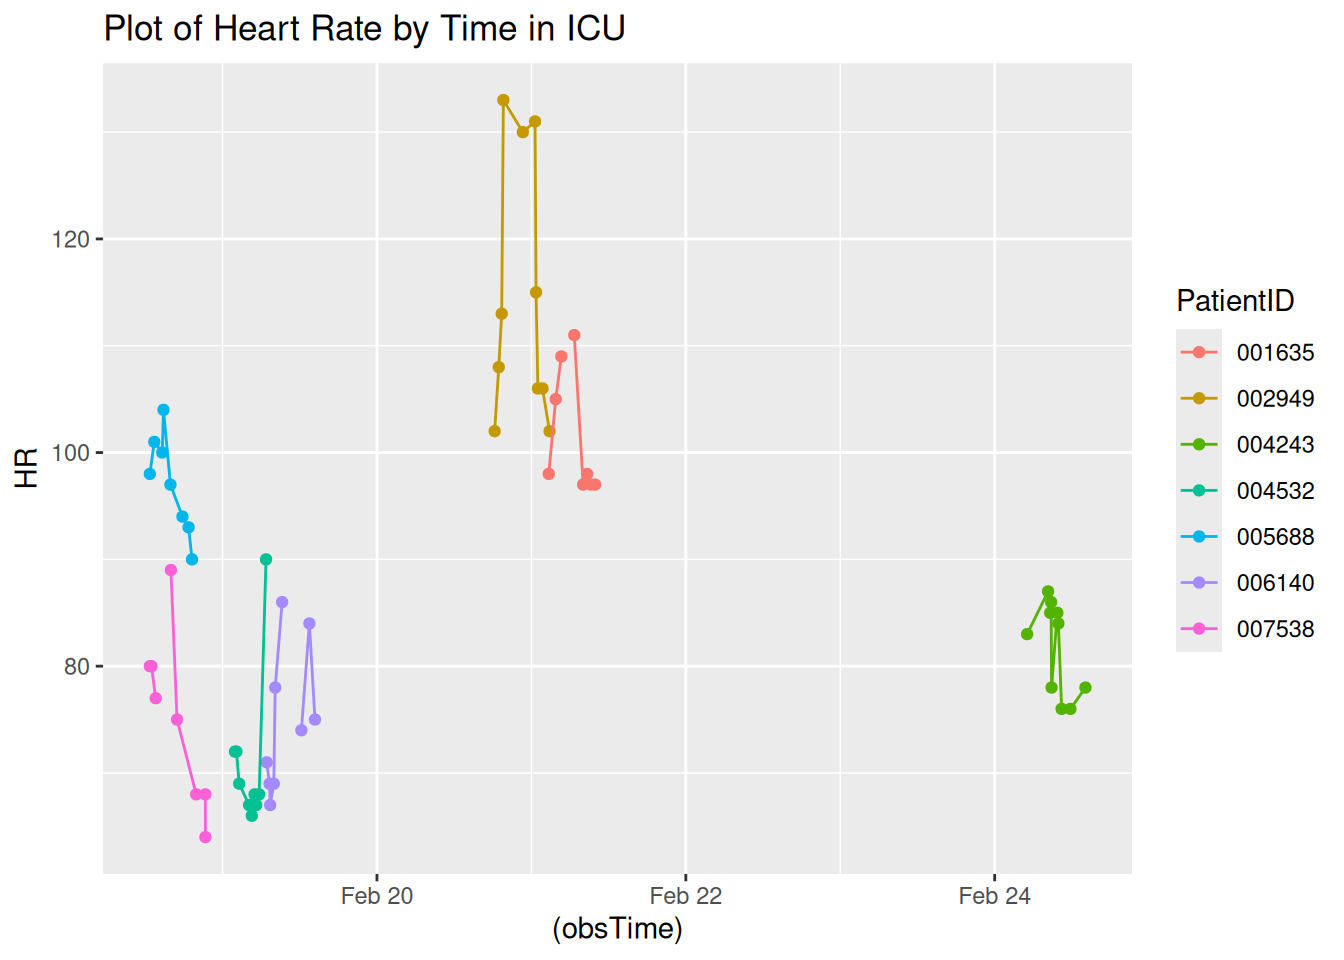 Plot of Heart Rate by Time in ICU
HR
120
100
80
Feb 20
Feb 22
Feb 24
(obsTime)
PatientID
001635
002949
004243
004532
005688
006140
007538